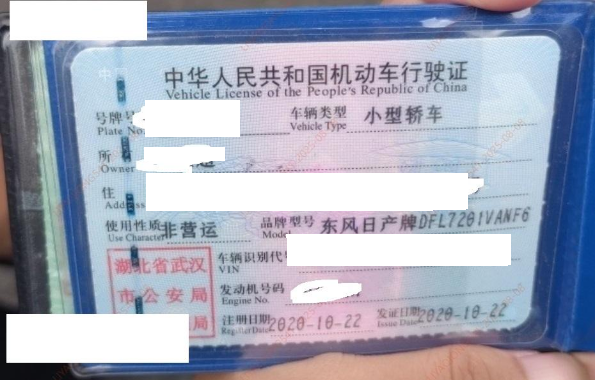 中华人民共和国机动车行驶证
Vehicle License of the People's Republic of China
号牌号
Plate No.
车辆类型 小型轿车
Vehicle Type
所
Owner
住
Address
使用性质 非营运
Use Character
品牌型号 东风日产牌DFL7201VANF6
Model
车辆识别代号
VIN
发动机号码
Engine No.
湖北省武汉
市公安局
局
注册日期 2020-10-22
Register Date
发证日期 2020-10-22
Issue Date